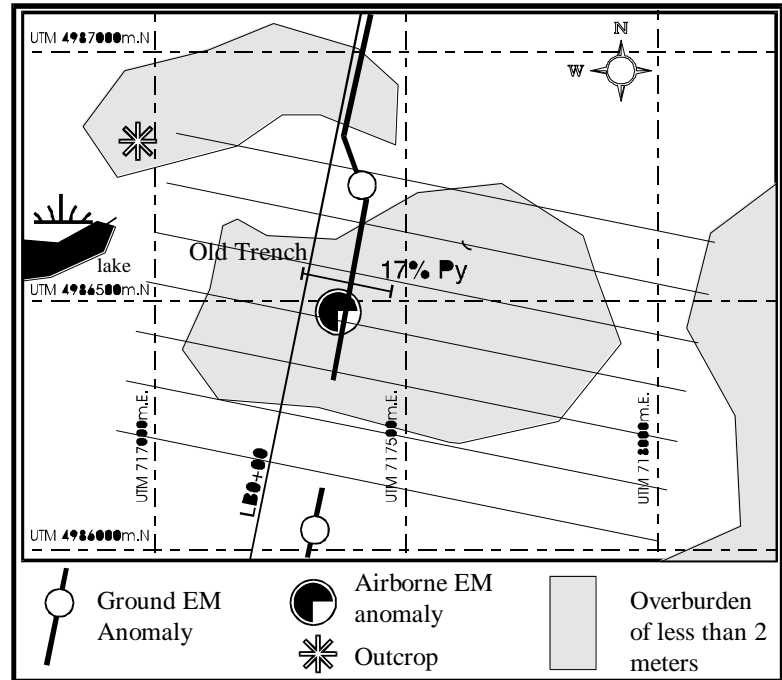 UTM 4987000m.N
N
W
Old Trench
17% Py
lake
UTM 4986500m.N
UTM 717000m.E.
LB0+00
UTM 717500m.E.
UTM 718000m.E.
UTM 4986000m.N
Ground EM
Anomaly
Airborne EM
anomaly
Outcrop
Overburden
of less than 2
meters